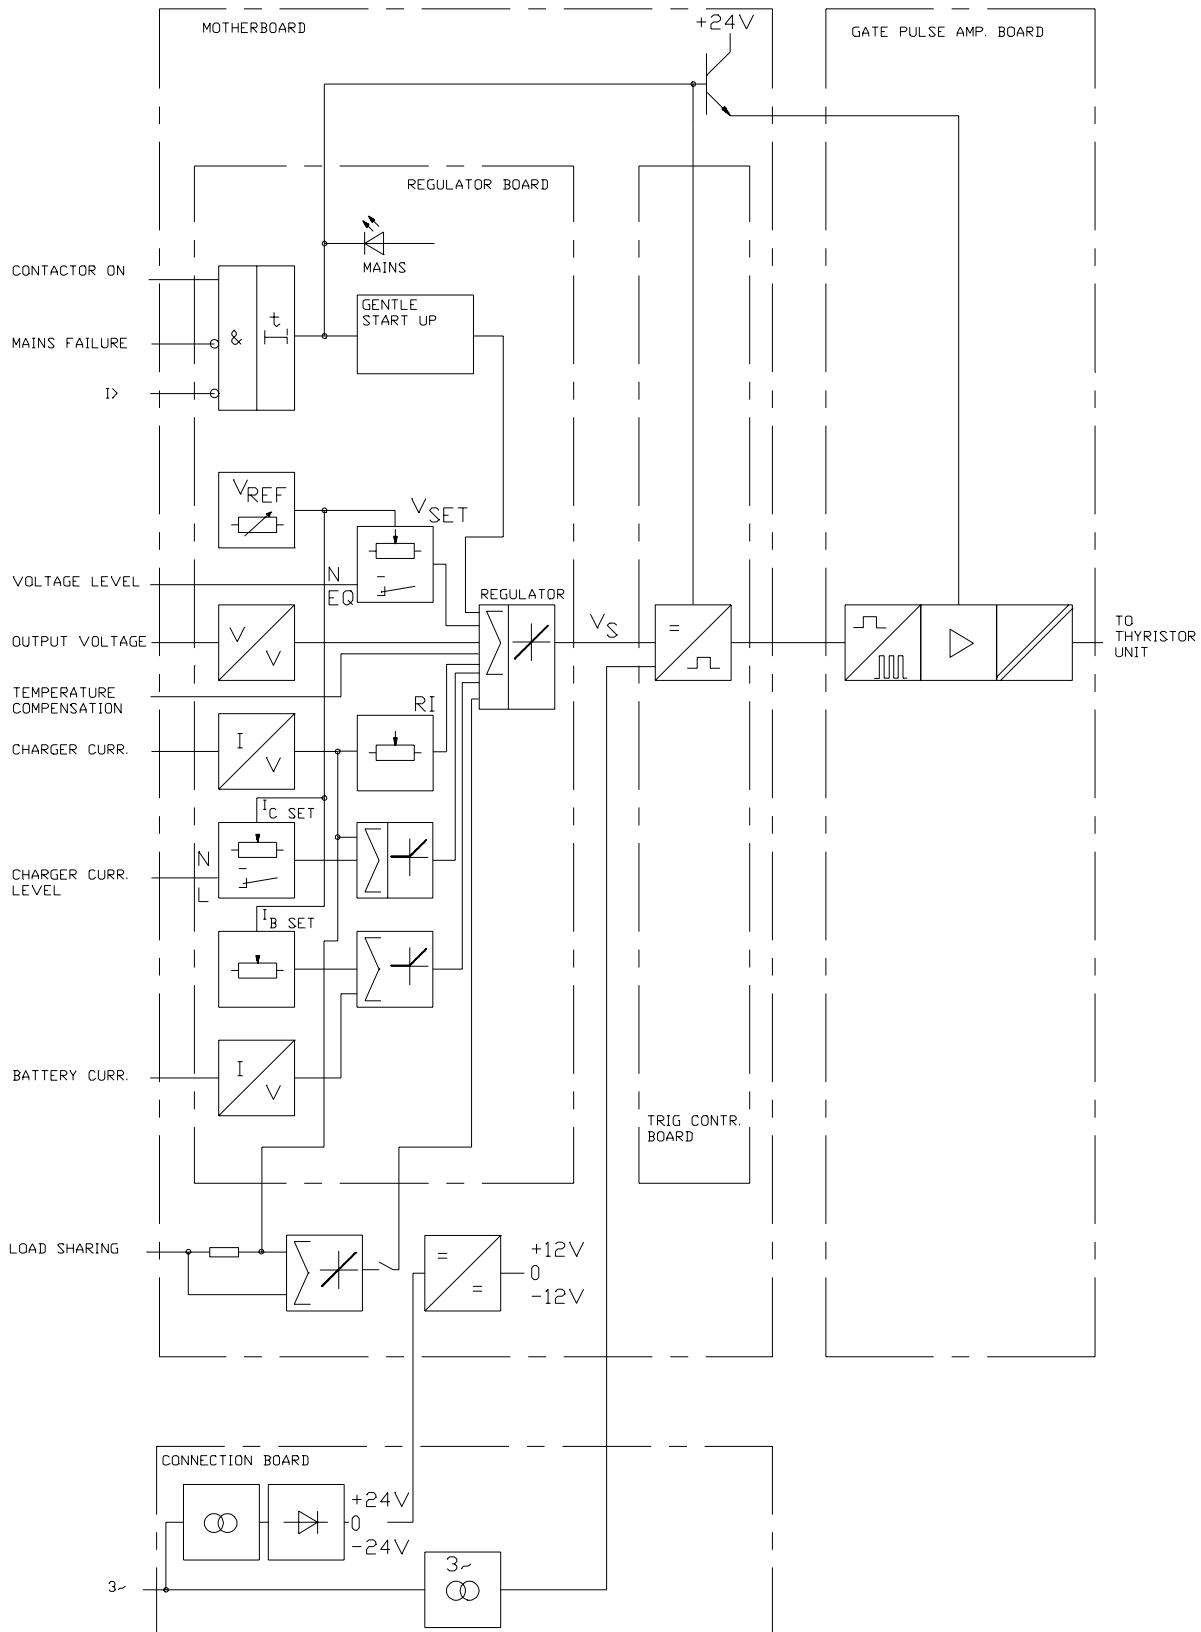 +24V
MOTHERBOARD
GATE PULSE AMP. BOARD
REGULATOR BOARD
MAINS
CONTACTOR ON
GENTLE
START UP
t
&
MAINS FAILURE
I>
VREF
VSET
VOLTAGE LEVEL
N
EQ
REGULATOR
OUTPUT VOLTAGE
V
V
VS
=
TO
THYRISTOR
UNIT
TEMPERATURE
COMPENSATION
RI
CHARGER CURR.
I
V
IC SET
N
L
CHARGER CURR.
LEVEL
IB SET
BATTERY CURR.
I
V
TRIG CONTR.
BOARD
LOAD SHARING
=
=
+12V
0
-12V
CONNECTION BOARD
+24V
0
-24V
3~
3~